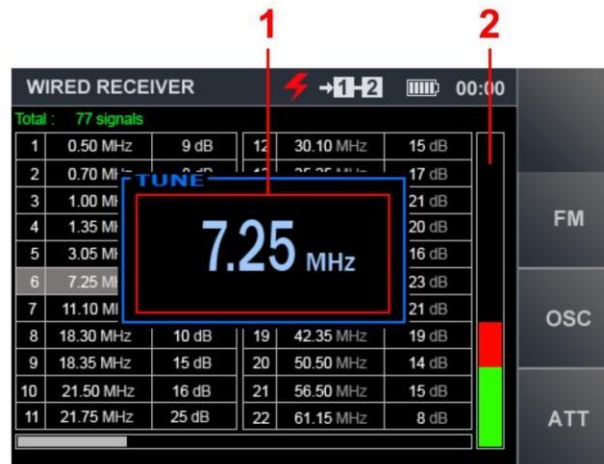 1 2
WIRED RECEIVER →1-2 00:00
Total : 77 signals
1 0.50 MHz 9 dB 12 30.10 MHz 15 dB
2 0.70 17 dB
TUNE
3 1.00 21 dB
4 1.35 20 dB
5 3.05 16 dB
7.25 MHz
6 7.25 23 dB
7 11.10 21 dB
8 18.30 MHz 10 dB 19 42.35 MHz 19 dB
9 18.35 MHz 15 dB 20 50.50 MHz 14 dB
10 21.50 MHz 16 dB 21 56.50 MHz 15 dB
11 21.75 MHz 25 dB 22 61.15 MHz 8 dB
FM
OSC
ATT